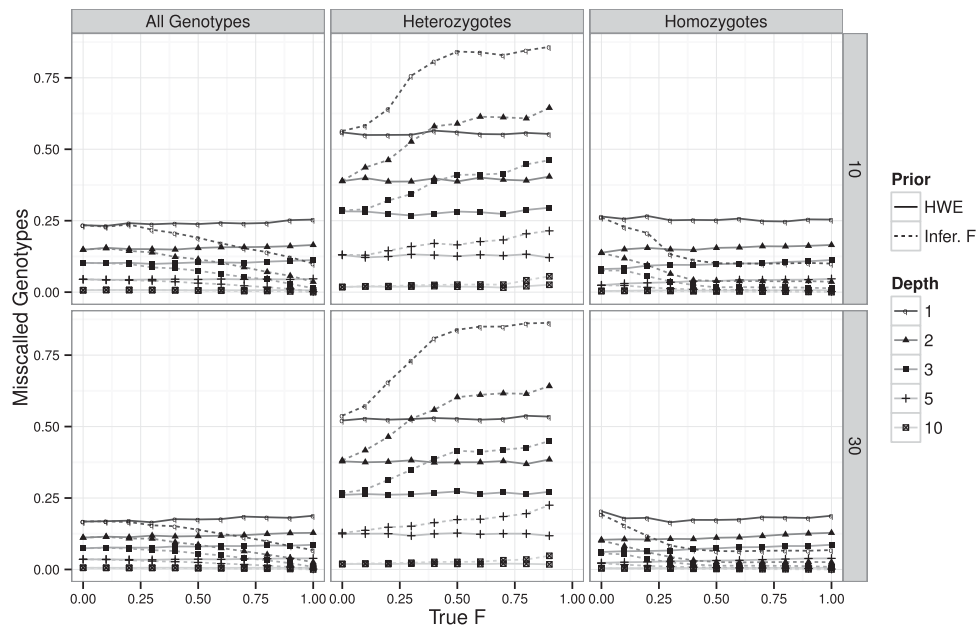 All Genotypes Heterozygotes Homozygotes
0.75
0.50
0.25
0.00
10
0.75
0.50
0.25
0.00
30
Misscalled Genotypes
0.00 0.25 0.50 0.75 1.00 0.00 0.25 0.50 0.75 1.00 0.00 0.25 0.50 0.75 1.00
True F
Prior
HWE
Infer. F
Depth
1
2
3
5
10